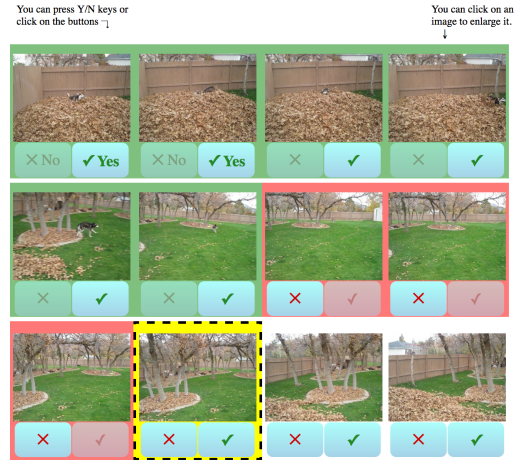 You can press Y/N keys or
click on the buttons
You can click on an
image to enlarge it.
No Yes No Yes